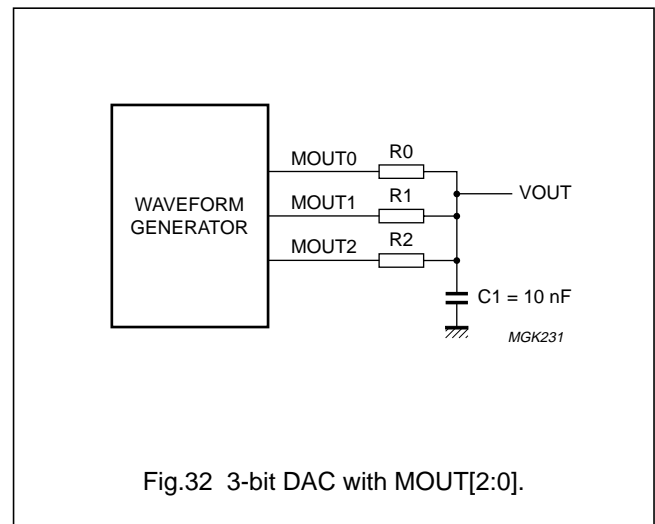 MOUT0
R0
VOUT
MOUT1
R1
WAVEFORM
GENERATOR
MOUT2
R2
C1 = 10 nF
MGK231
Fig.32 3-bit DAC with MOUT[2:0].